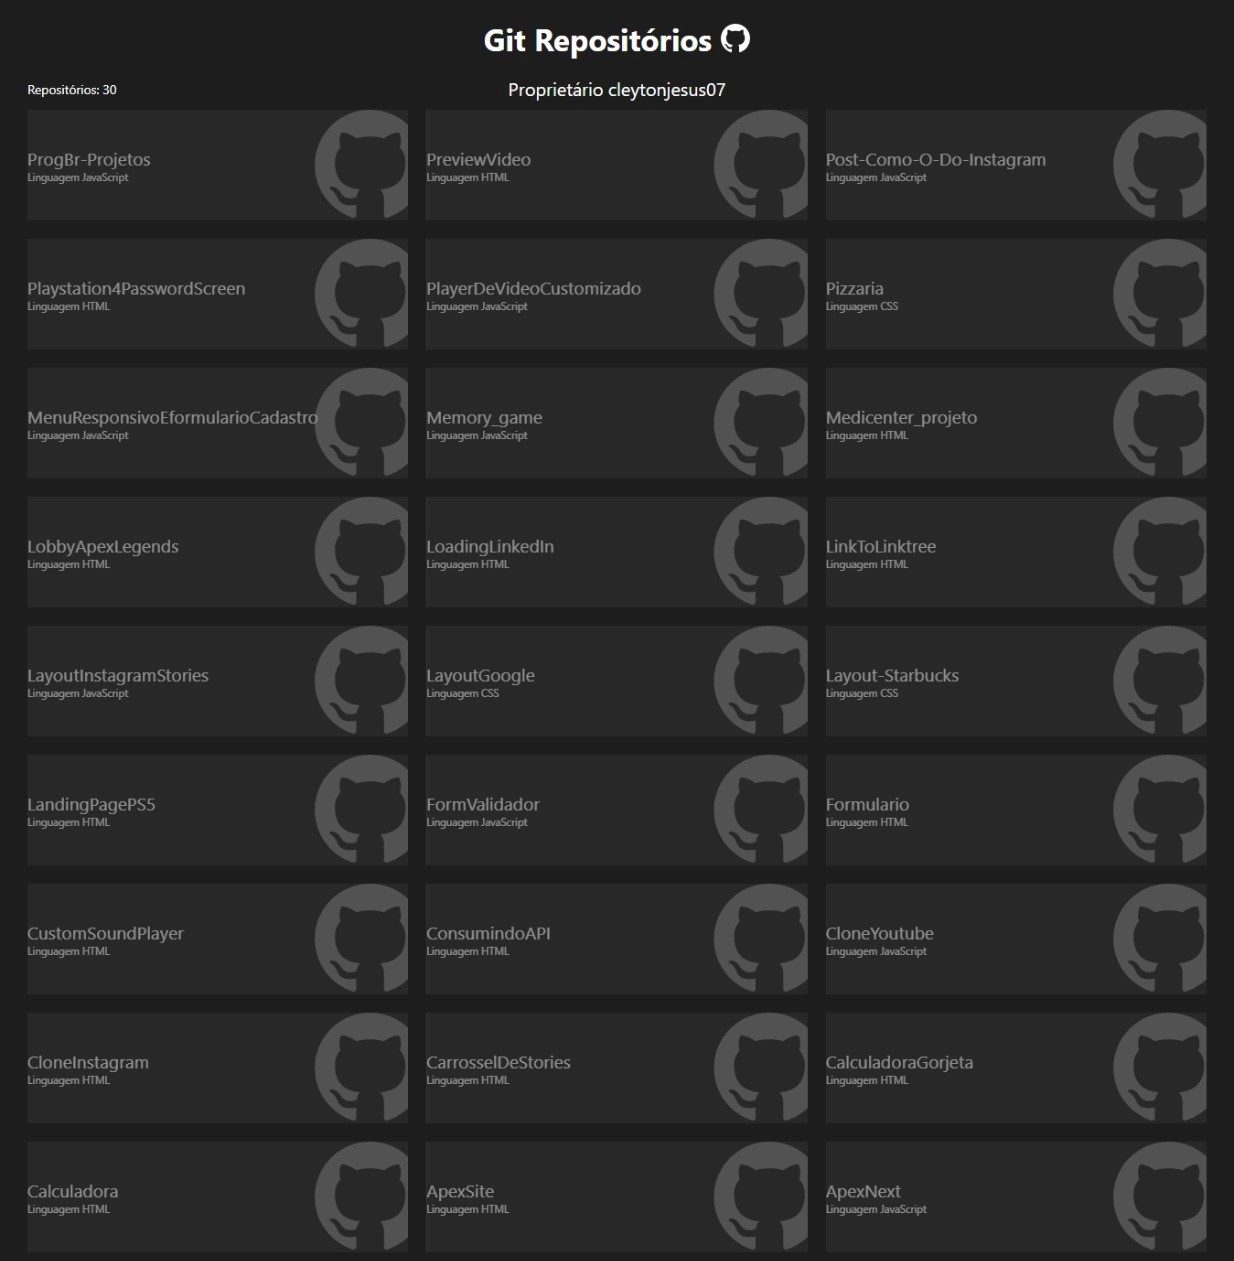 Git Repositórios
Repositórios: 30
Proprietário cleytonjesus07
ProgBr-Projetos
Linguagem JavaScript
PreviewVideo
Linguagem HTML
Post-Como-O-Do-Instagram
Linguagem JavaScript
Playstation4PasswordScreen
Linguagem HTML
PlayerDeVideoCustomizado
Linguagem JavaScript
Pizzaria
Linguagem CSS
MenuResponsivoEformularioCadastro
Linguagem JavaScript
Memory_game
Linguagem JavaScript
Medicenter_projeto
Linguagem HTML
LobbyApexLegends
Linguagem HTML
LoadingLinkedIn
Linguagem HTML
LinkToLinktree
Linguagem HTML
LayoutInstagramStories
Linguagem JavaScript
LayoutGoogle
Linguagem CSS
Layout-Starbucks
Linguagem CSS
LandingPagePS5
Linguagem HTML
FormValidador
Linguagem JavaScript
Formulario
Linguagem HTML
CustomSoundPlayer
Linguagem HTML
ConsumindoAPI
Linguagem HTML
CloneYoutube
Linguagem JavaScript
CloneInstagram
Linguagem HTML
CarrosselDeStories
Linguagem HTML
CalculadoraGorjeta
Linguagem HTML
Calculadora
Linguagem HTML
ApexSite
Linguagem HTML
ApexNext
Linguagem JavaScript